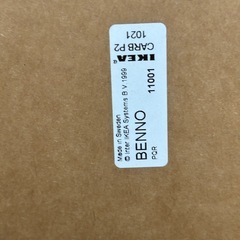 Made in Sweden
© Inter IKEA Systems B.V. 1999
BENNO
PQR
11001
IKEA®
CARB P2
1021